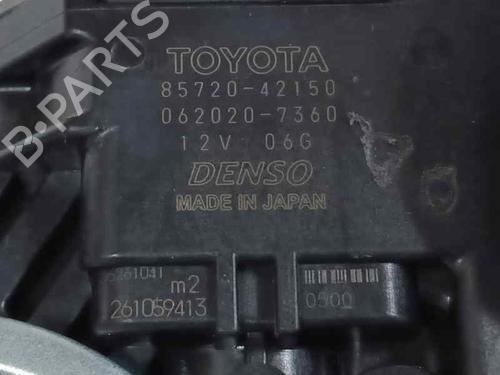 B-PARTS
TOYOTA
85720-42150
062020-7360
12V 06G
DENSO
MADE IN JAPAN
m2
261059413
0500